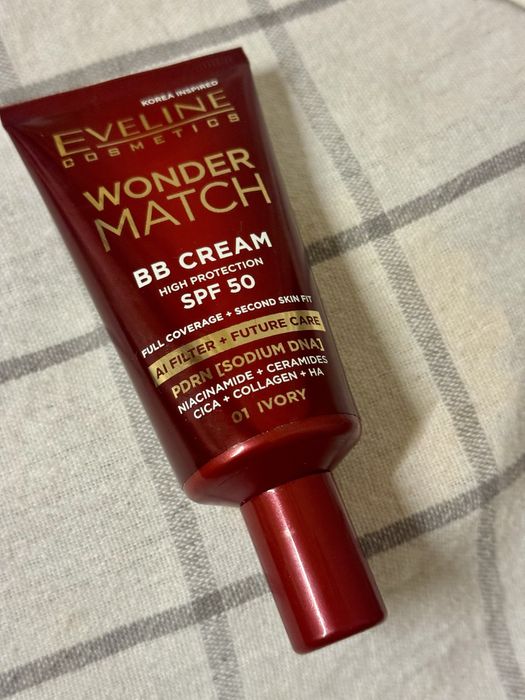 KOREA INSPIRED
EVELINE
COSMETICS
WONDER
MATCH
BB CREAM
HIGH PROTECTION
SPF 50
FULL COVERAGE + SECOND SKIN FIT
AI FILTER + FUTURE CARE
PDRN [SODIUM DNA]
NIACINAMIDE + CERAMIDES
CICA + COLLAGEN + HA
01 IVORY